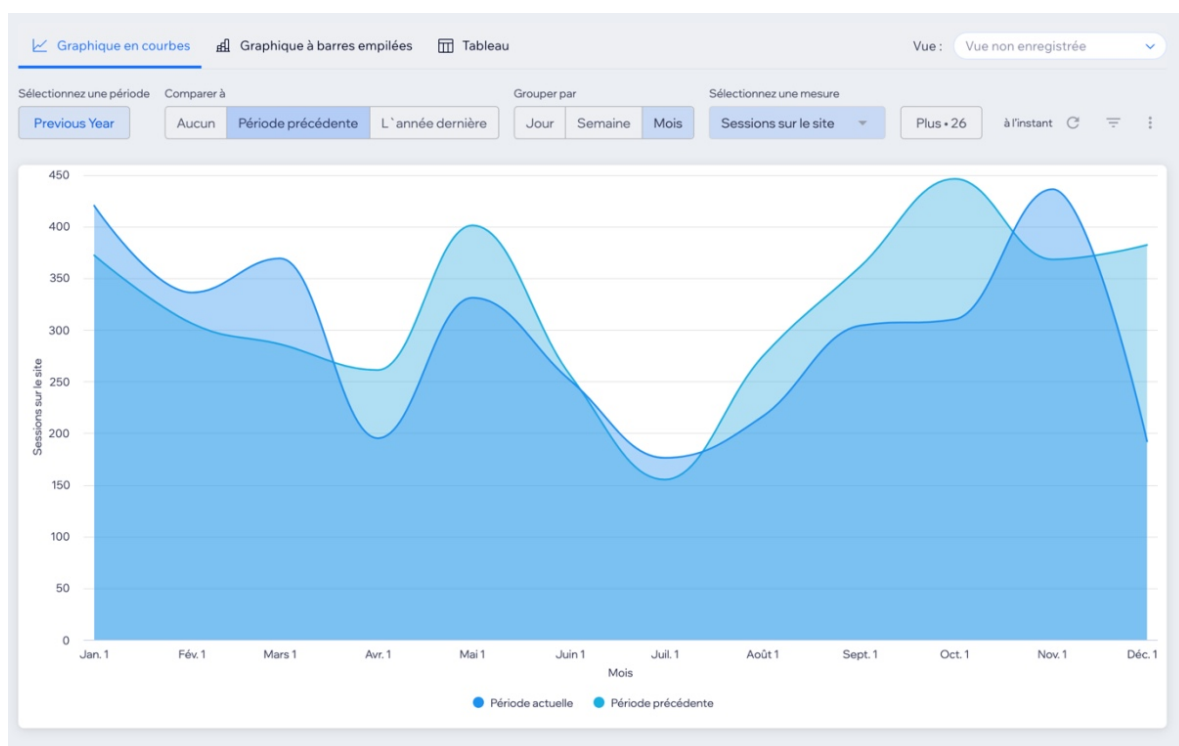 Graphique en courbes Graphique à barres empilées Tableau Vue : Vue non enregistrée
Sélectionnez une période Comparer à Grouper par Sélectionnez une mesure
Previous Year Aucun Période précédente L`année dernière Jour Semaine Mois Sessions sur le site Plus • 26 à l'instant
450
400
350
300
250
200
150
100
50
0
Sessions sur le site
Jan. 1 Fév. 1 Mars 1 Avr. 1 Mai 1 Juin 1 Juil. 1 Août 1 Sept. 1 Oct. 1 Nov. 1 Déc. 1
Mois
Période actuelle Période précédente